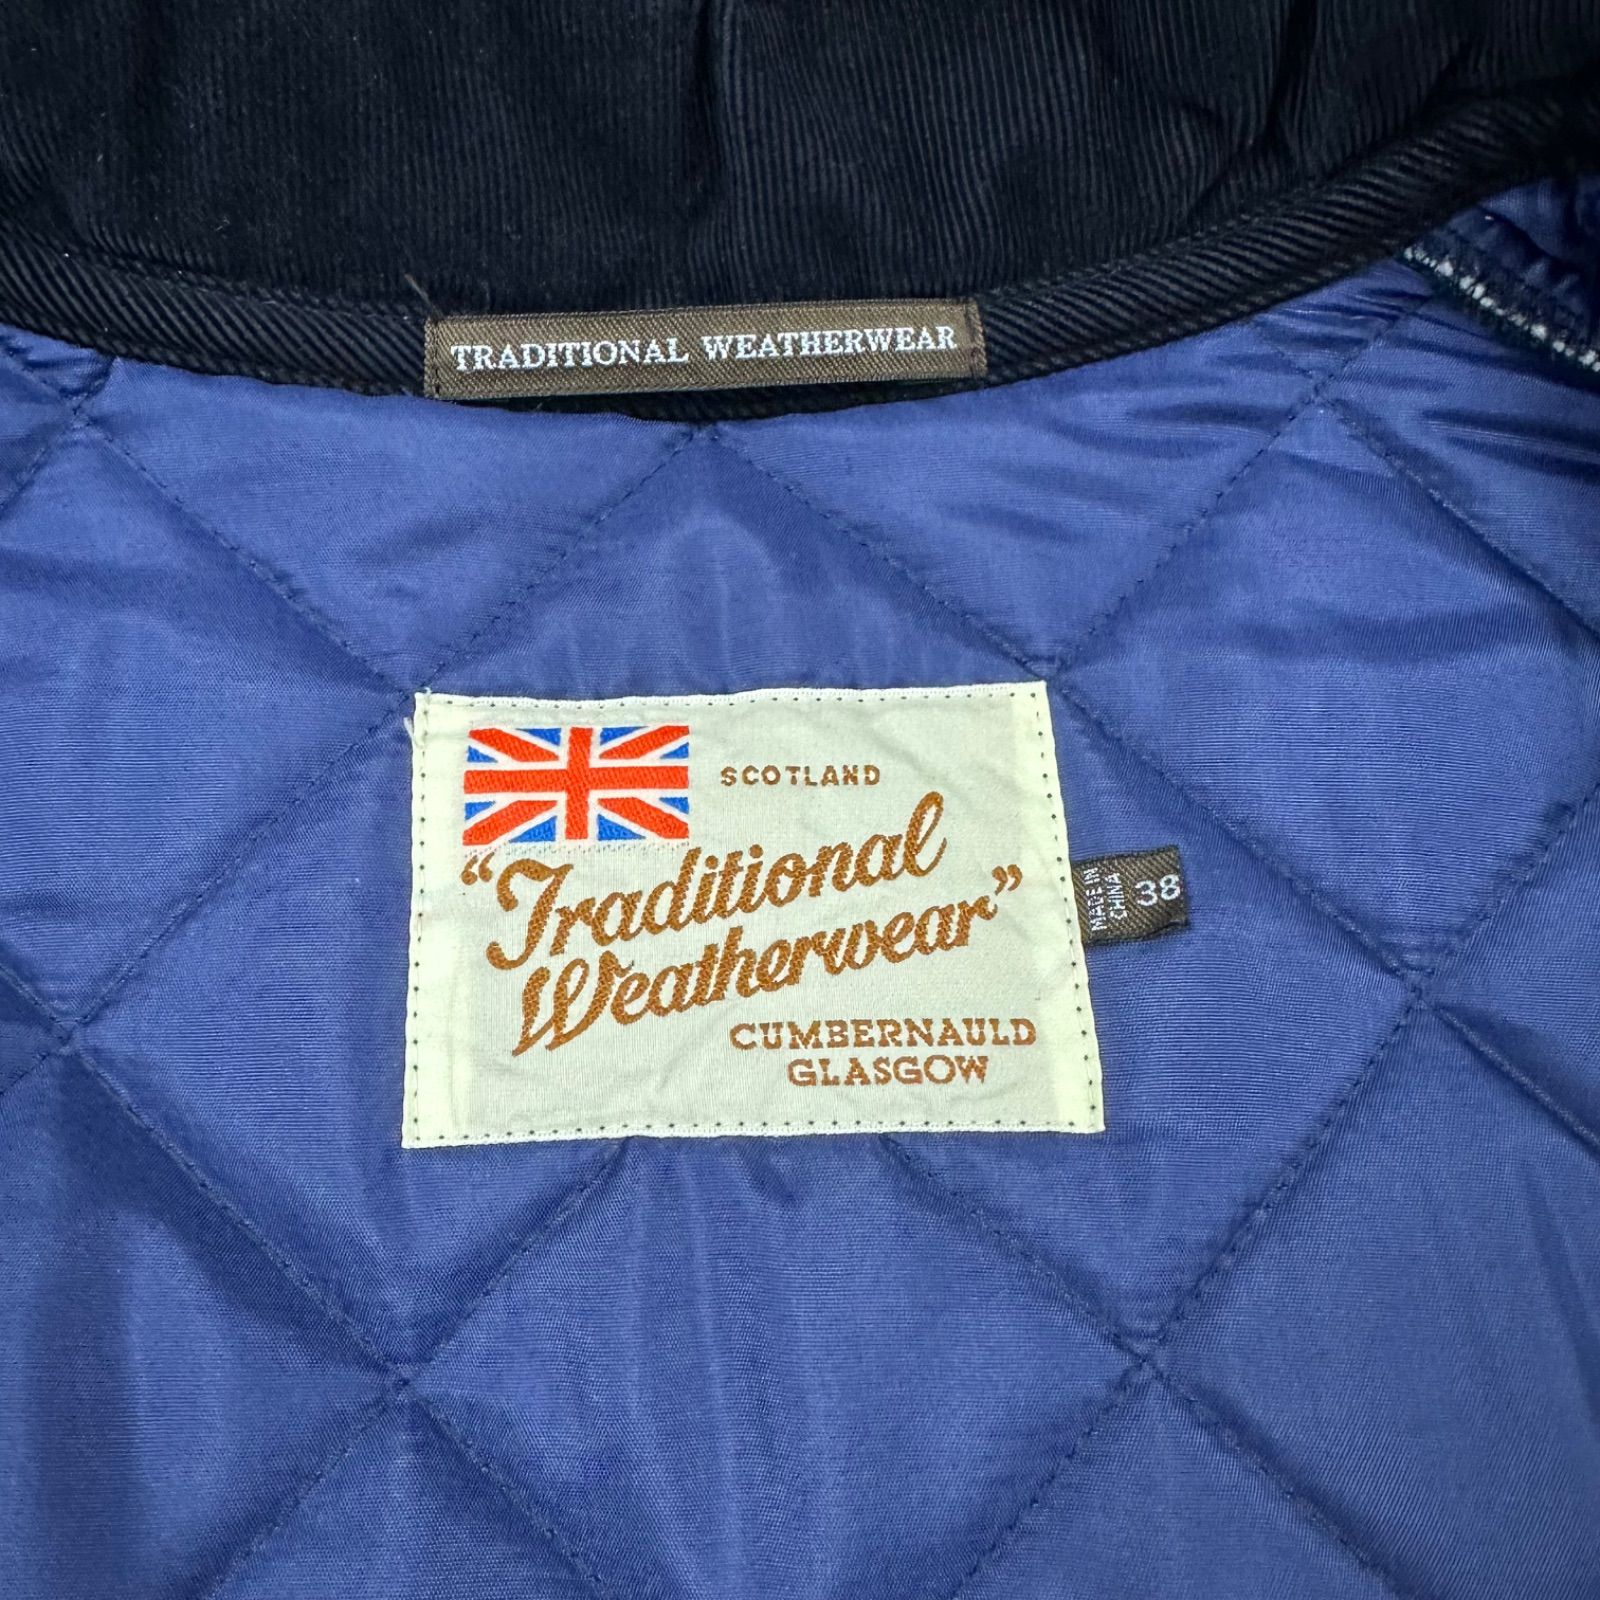 TRADITIONAL WEATHERWEAR
SCOTLAND
"Traditional
Weatherwear"
MADE IN
CHINA
38
CUMBERNAULD
GLASGOW